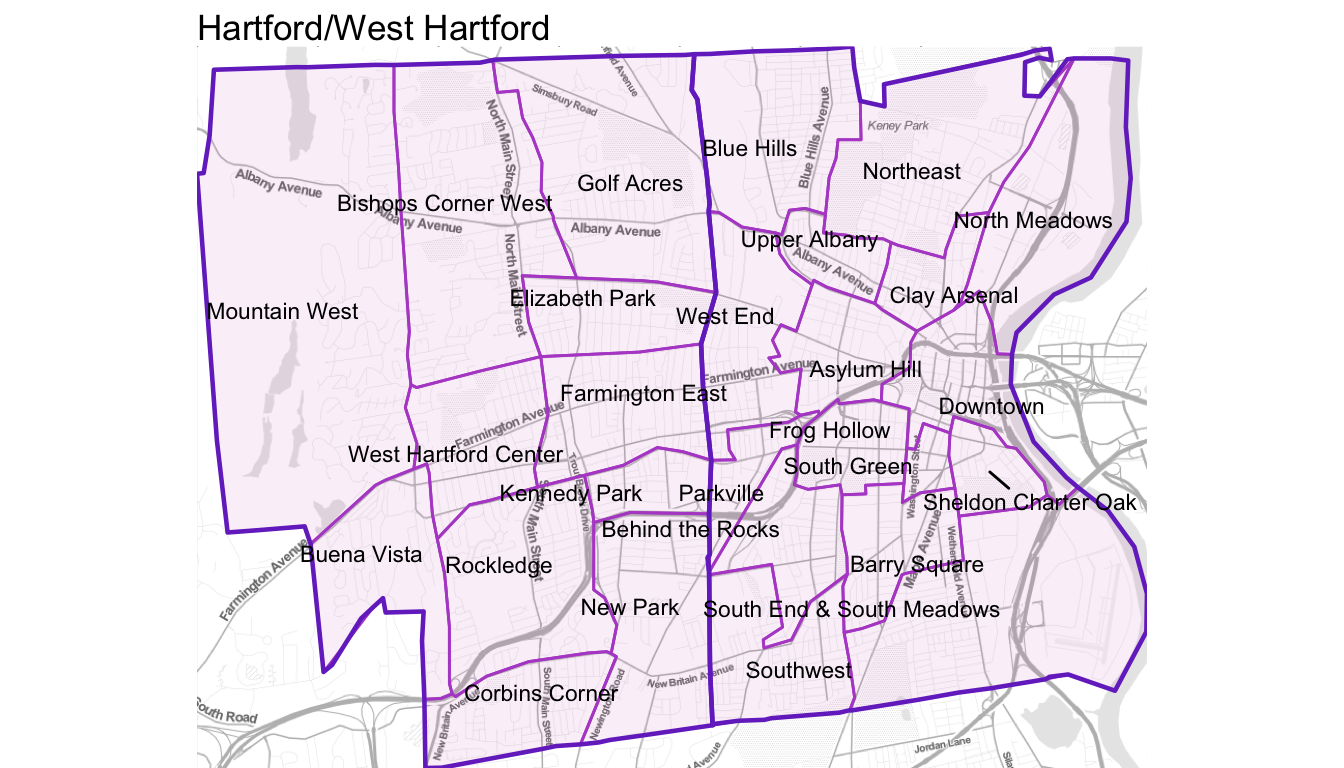 Hartford/West Hartford
Simsbury Road
Avenue
North Main Street
Blue Hills Avenue
Keney Park
Blue Hills
Northeast
Golf Acres
Albany Avenue
Bishops Corner West
Albany Avenue
Albany Avenue
North Meadows
Upper Albany
Albany Avenue
North Main Street
Elizabeth Park
Clay Arsenal
Mountain West
West End
Farmington Avenue
Asylum Hill
Farmington East
Downtown
Farmington Avenue
Frog Hollow
West Hartford Center
South Green
Washington Street
Kennedy Park
Parkville
Sheldon Charter Oak
Trout Brook Drive
South Main Street
Behind the Rocks
Buena Vista
Rockledge
Barry Square
Main Avenue
Farmington Avenue
New Park
South End & South Meadows
Southwest
New Britain Avenue
Corbins Corner
South Main Street
Newington Road
New Britain Avenue
South Road
Jordan Lane
Avenue